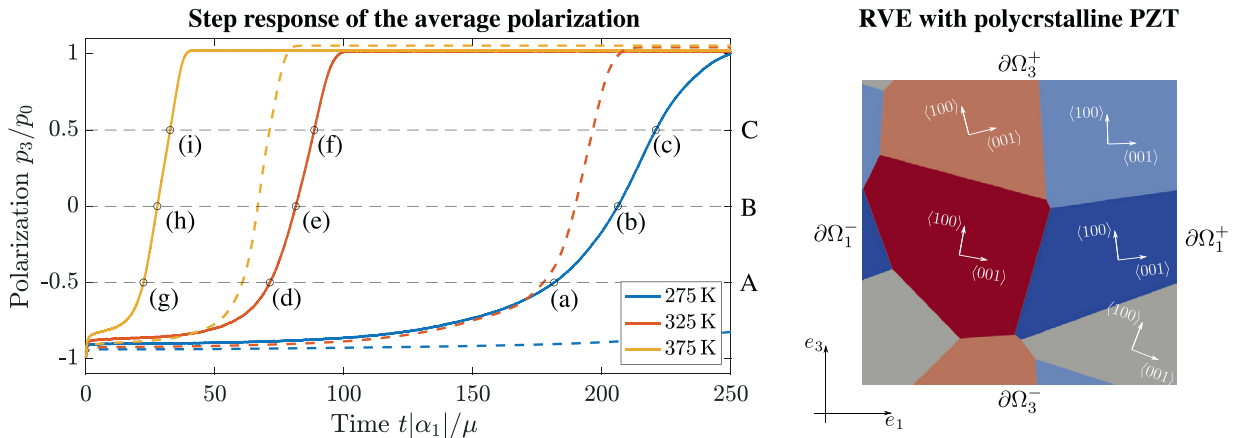 Step response of the average polarization
Polarization p₃/p₀
1
0.5
0
-0.5
-1
C
B
A
(i)
(f)
(c)
(h)
(e)
(b)
(g)
(d)
(a)
275 K
325 K
375 K
0
50
100
150
200
250
Time t|α₁|/μ
RVE with polycrstalline PZT
∂Ω₃⁺
⟨100⟩
⟨001⟩
⟨100⟩
⟨001⟩
∂Ω₁⁻
⟨100⟩
⟨001⟩
⟨100⟩
⟨001⟩
∂Ω₁⁺
⟨100⟩
⟨001⟩
e₃
e₁
∂Ω₃⁻